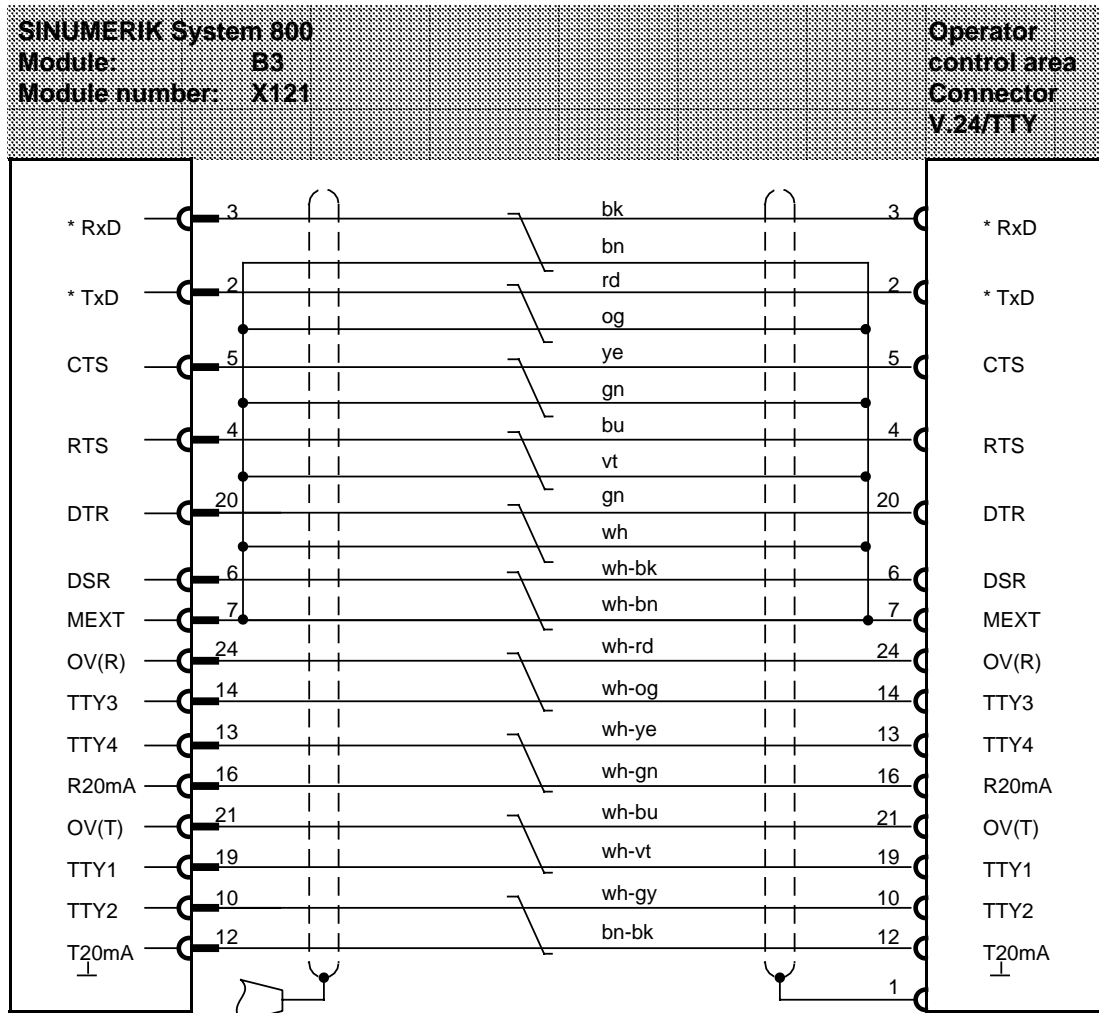 SINUMERIK System 800 Operator
Module: B3 control area
Module number: X121 Connector
V.24/TTY
* RxD 3 bk 3 * RxD
bn
* TxD 2 rd 2 * TxD
og
CTS 5 ye 5 CTS
gn
RTS 4 bu 4 RTS
vt
DTR 20 gn 20 DTR
wh
DSR 6 wh-bk 6 DSR
MEXT 7 wh-bn 7 MEXT
OV(R) 24 wh-rd 24 OV(R)
TTY3 14 wh-og 14 TTY3
TTY4 13 wh-ye 13 TTY4
R20mA 16 wh-gn 16 R20mA
OV(T) 21 wh-bu 21 OV(T)
TTY1 19 wh-vt 19 TTY1
TTY2 10 wh-gy 10 TTY2
T20mA 12 bn-bk 12 T20mA
1